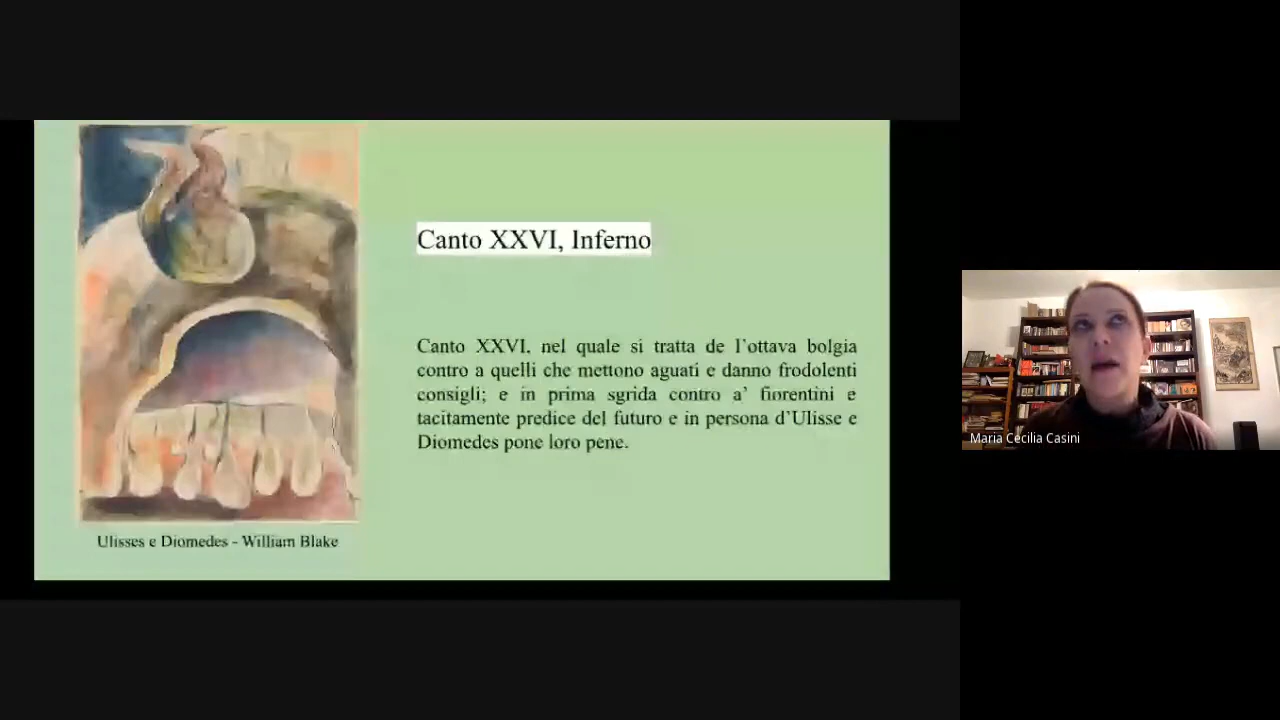 Canto XXVI, Inferno
Canto XXVI, nel quale si tratta de l’ottava bolgia
contro a quelli che mettono aguati e danno frodolenti
consigli; e in prima sgrida contro a’ fiorentini e
tacitamente predice del futuro e in persona d’Ulisse e
Diomedes pone loro pene.
Ulisses e Diomedes - William Blake
Maria Cecilia Casini